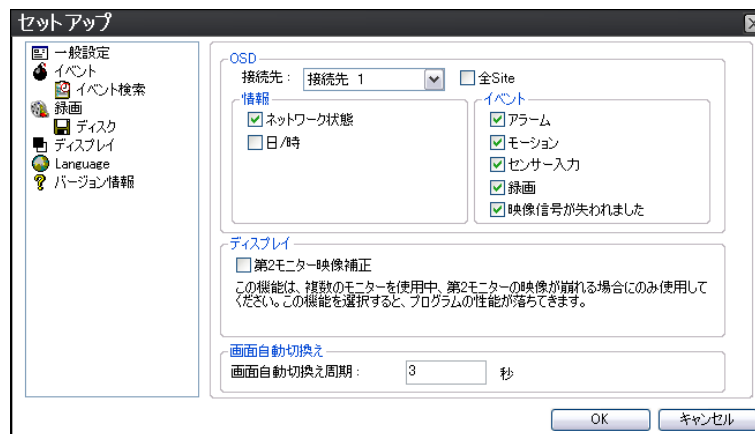 セットアップ
一般設定
イベント
イベント検索
録画
ディスク
ディスプレイ
Language
バージョン情報
OSD
接続先： 接続先 1 全Site
情報
ネットワーク状態
日/時
イベント
アラーム
モーション
センサー入力
録画
映像信号が失われました
ディスプレイ
第2モニター映像補正
この機能は、複数のモニターを使用中、第2モニターの映像が崩れる場合にのみ使用して
ください。この機能を選択すると、プログラムの性能が落ちてきます。
画面自動切換え
画面自動切換え周期： 3 秒
OK キャンセル